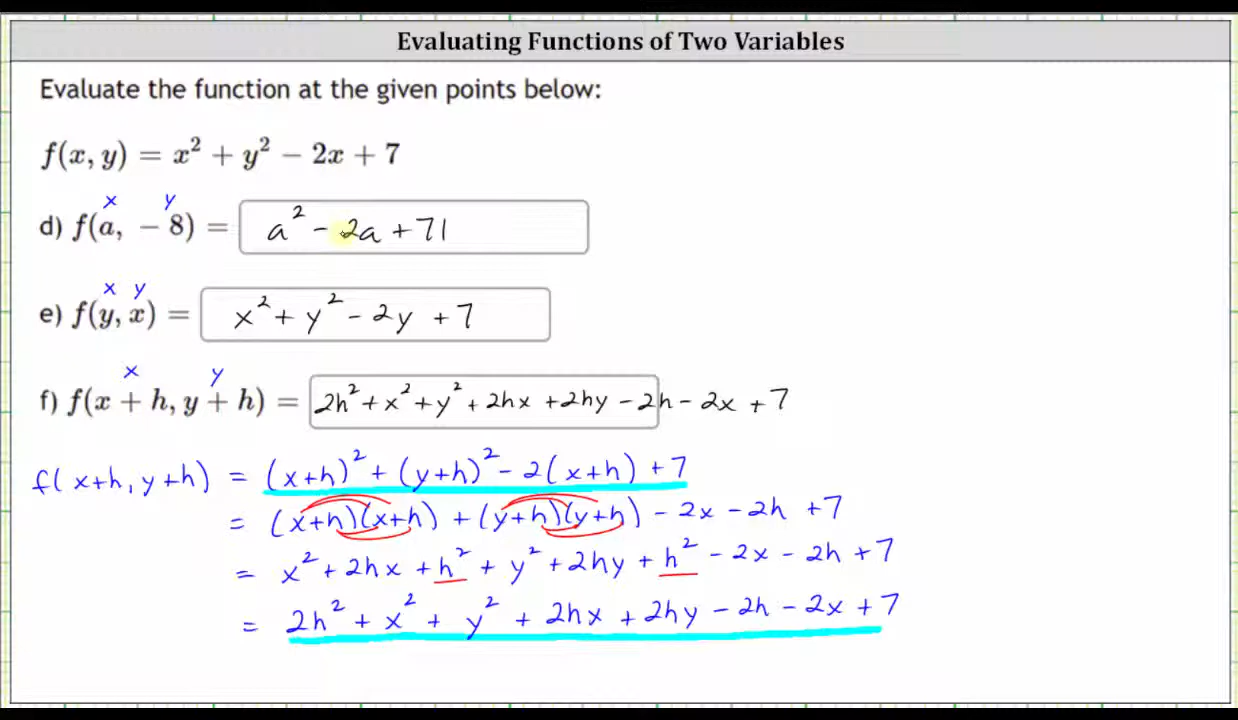 Evaluating Functions of Two Variables
Evaluate the function at the given points below:
f(x, y) = x² + y² − 2x + 7
x y
d) f(a, − 8) = a² − 2a + 71
x y
e) f(y, x) = x² + y² − 2y + 7
x y
f) f(x + h, y + h) = 2h² + x² + y² + 2hx + 2hy − 2h − 2x + 7
f(x+h, y+h) = (x+h)² + (y+h)² − 2(x+h) + 7
= (x+h)(x+h) + (y+h)(y+h) − 2x − 2h + 7
= x² + 2hx + h² + y² + 2hy + h² − 2x − 2h + 7
= 2h² + x² + y² + 2hx + 2hy − 2h − 2x + 7